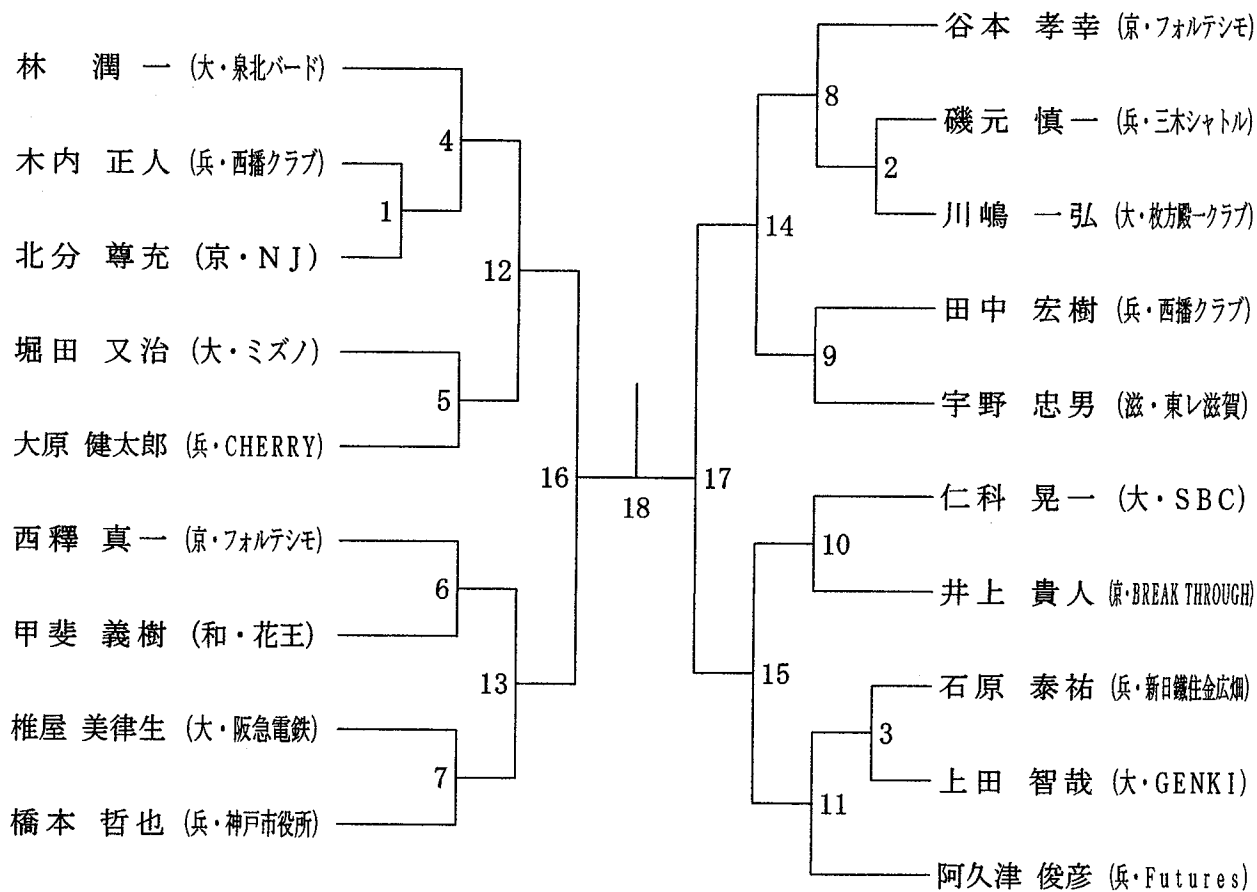 林　潤一 (大・泉北バード)
木内 正人 (兵・西播クラブ)
北分 尊充 (京・NJ)
堀田 又治 (大・ミズノ)
大原 健太郎 (兵・CHERRY)
西釋 真一 (京・フォルテシモ)
甲斐 義樹 (和・花王)
椎屋 美律生 (大・阪急電鉄)
橋本 哲也 (兵・神戸市役所)
1
4
5
12
6
7
13
16
18
17
14
8
2
9
15
10
3
11
谷本 孝幸 (京・フォルテシモ)
磯元 慎一 (兵・三木シャトル)
川嶋 一弘 (大・枚方殿一クラブ)
田中 宏樹 (兵・西播クラブ)
宇野 忠男 (滋・東レ滋賀)
仁科 晃一 (大・SBC)
井上 貴人 (京・BREAK THROUGH)
石原 泰祐 (兵・新日鐵住金広畑)
上田 智哉 (大・GENKI)
阿久津 俊彦 (兵・Futures)